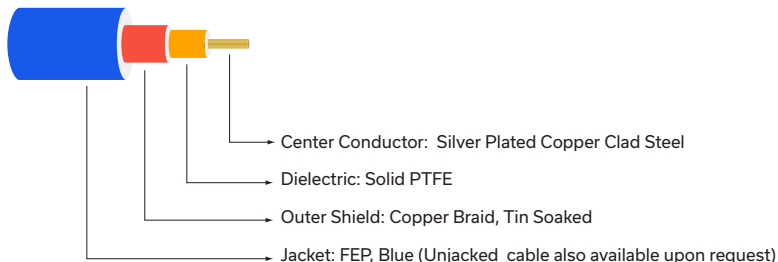 Center Conductor:  Silver Plated Copper Clad Steel
Dielectric: Solid PTFE
Outer Shield: Copper Braid, Tin Soaked
Jacket: FEP, Blue (Unjacked  cable also available upon request)